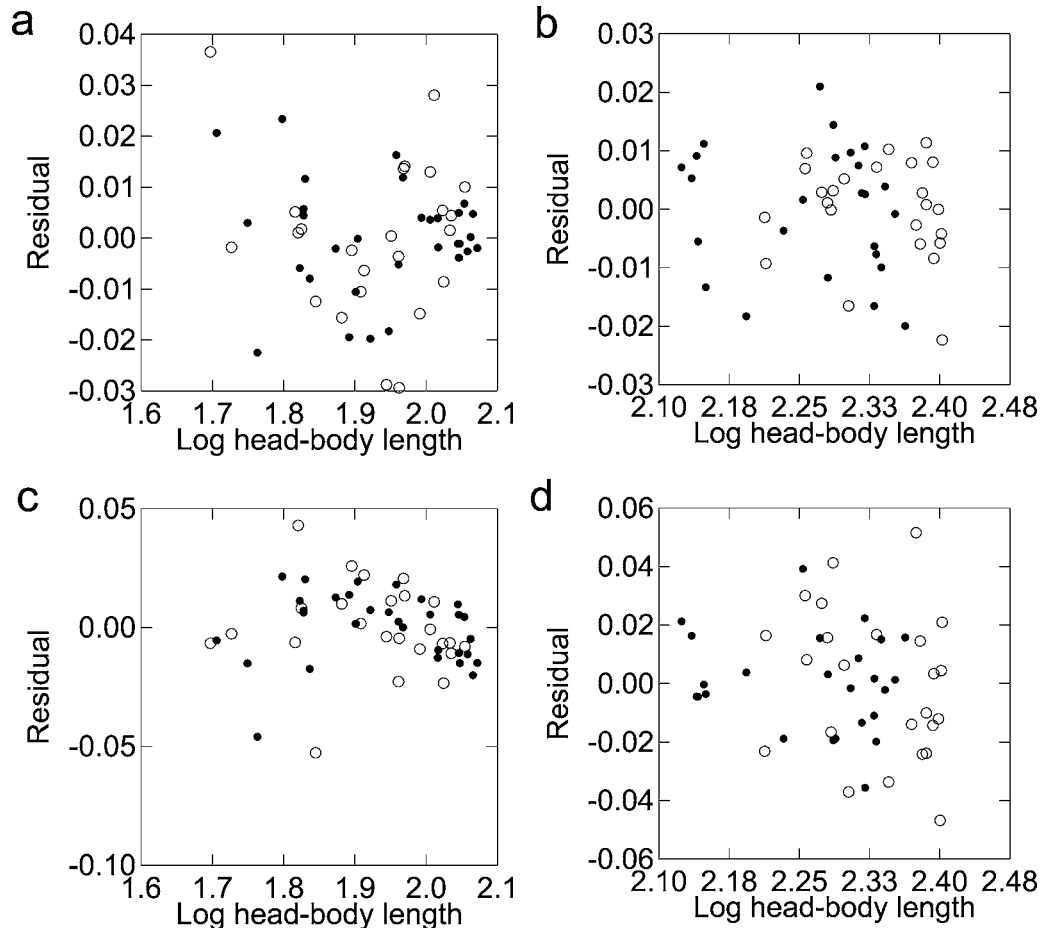 a
0.04
0.03
0.02
0.01
0.00
-0.01
-0.02
-0.03
Residual
1.6 1.7 1.8 1.9 2.0 2.1
Log head-body length
b
0.03
0.02
0.01
0.00
-0.01
-0.02
-0.03
Residual
2.10 2.18 2.25 2.33 2.40 2.48
Log head-body length
c
0.05
0.00
-0.05
-0.10
Residual
1.6 1.7 1.8 1.9 2.0 2.1
Log head-body length
d
0.06
0.04
0.02
0.00
-0.02
-0.04
-0.06
Residual
2.10 2.18 2.25 2.33 2.40 2.48
Log head-body length